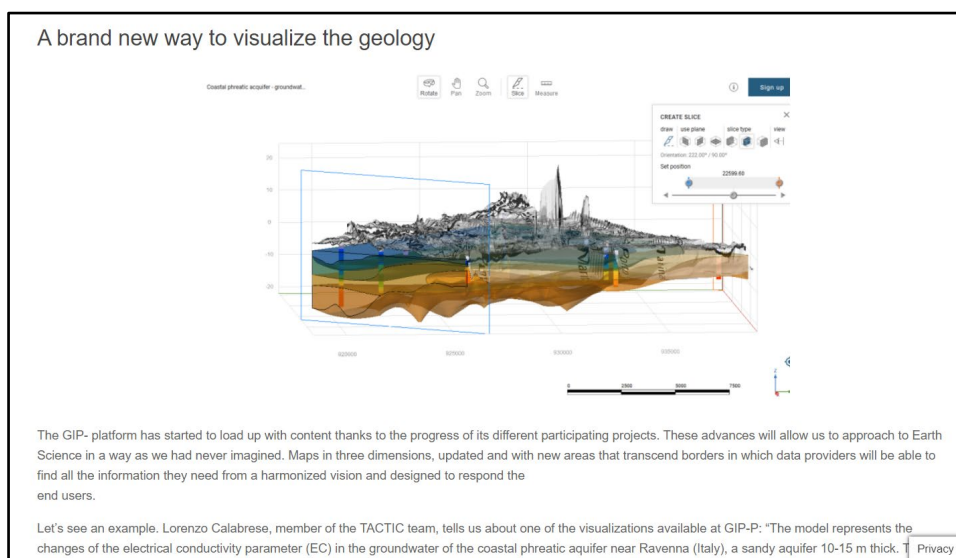 A brand new way to visualize the geology
Coastal phreatic acquifer - groundwat...
Rotate Pan Zoom Slice Measure
Sign up
CREATE SLICE
draw use plane slice type view
Orientation: 222.00° / 90.00°
Set position
22599.60
20
10
0
-10
-20
0 2500 5000 7500
Z
The GIP- platform has started to load up with content thanks to the progress of its different participating projects. These advances will allow us to approach to Earth
Science in a way as we had never imagined. Maps in three dimensions, updated and with new areas that transcend borders in which data providers will be able to
find all the information they need from a harmonized vision and designed to respond the
end users.
Let's see an example. Lorenzo Calabrese, member of the TACTIC team, tells us about one of the visualizations available at GIP-P: "The model represents the
changes of the electrical conductivity parameter (EC) in the groundwater of the coastal phreatic aquifer near Ravenna (Italy), a sandy aquifer 10-15 m thick.
Privacy